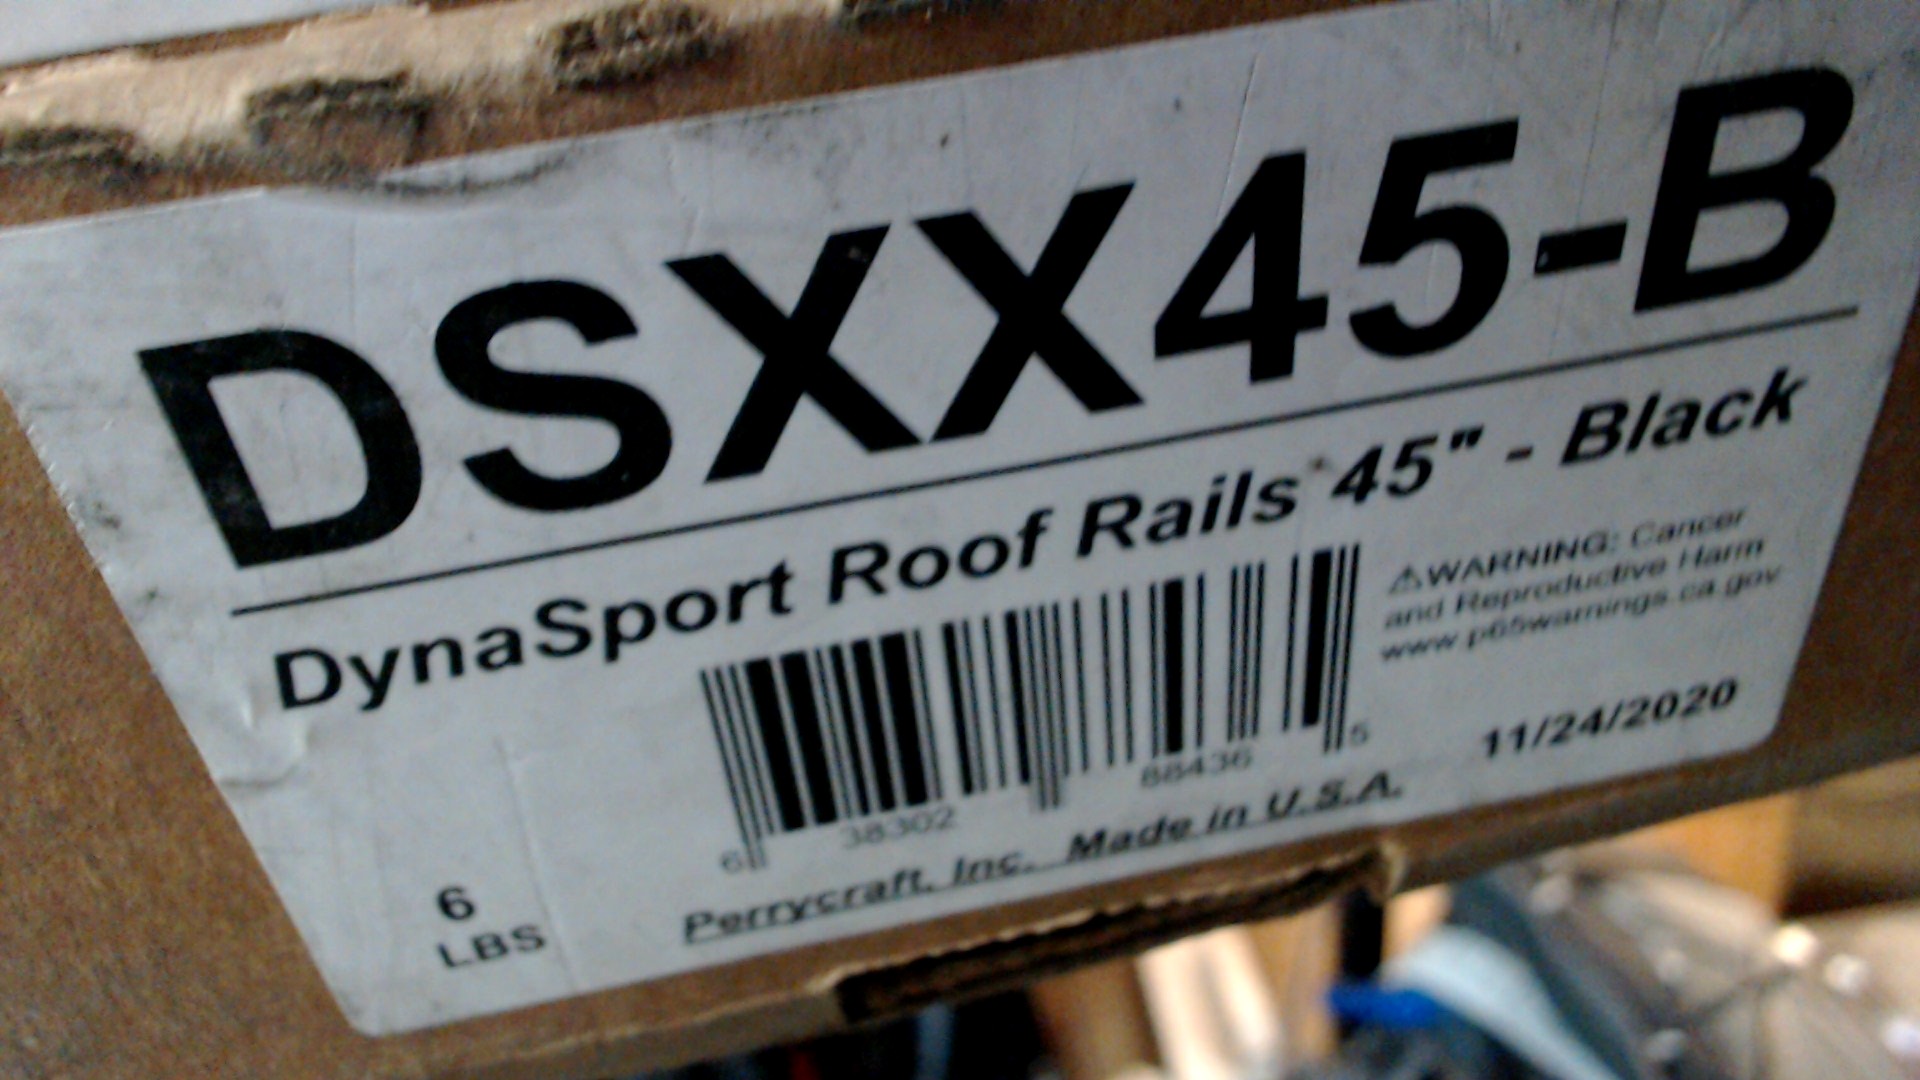 DSXX45-B
DynaSport Roof Rails 45" - Black
⚠WARNING: Cancer
and Reproductive Harm
www.p65warnings.ca.gov
6 38302 88436 5
11/24/2020
6
LBS
Perrycraft, Inc. Made in U.S.A.